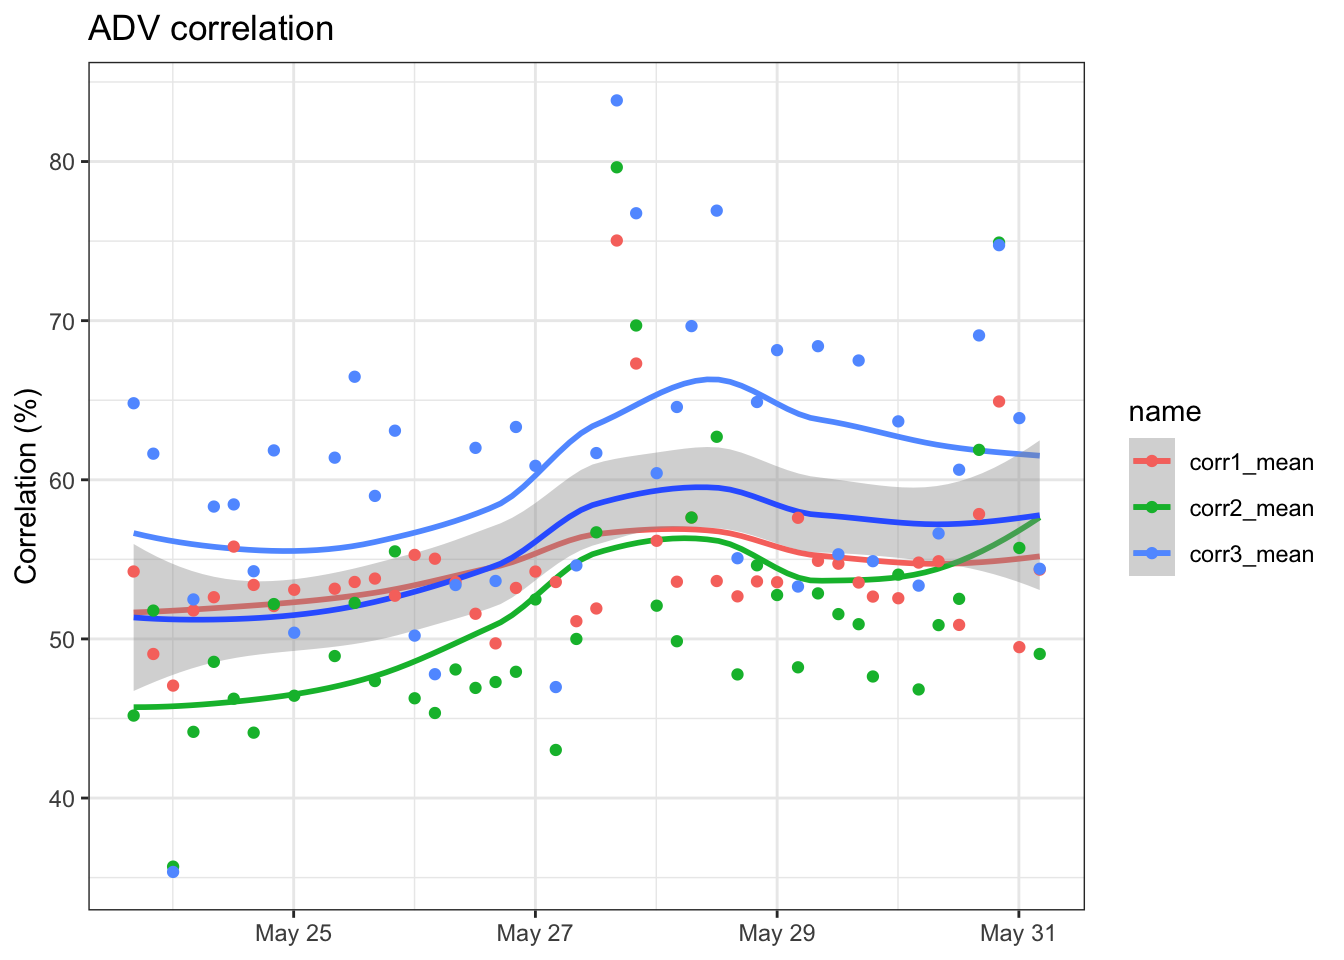 ADV correlation
Correlation (%)
80
70
60
50
40
May 25
May 27
May 29
May 31
name
corr1_mean
corr2_mean
corr3_mean